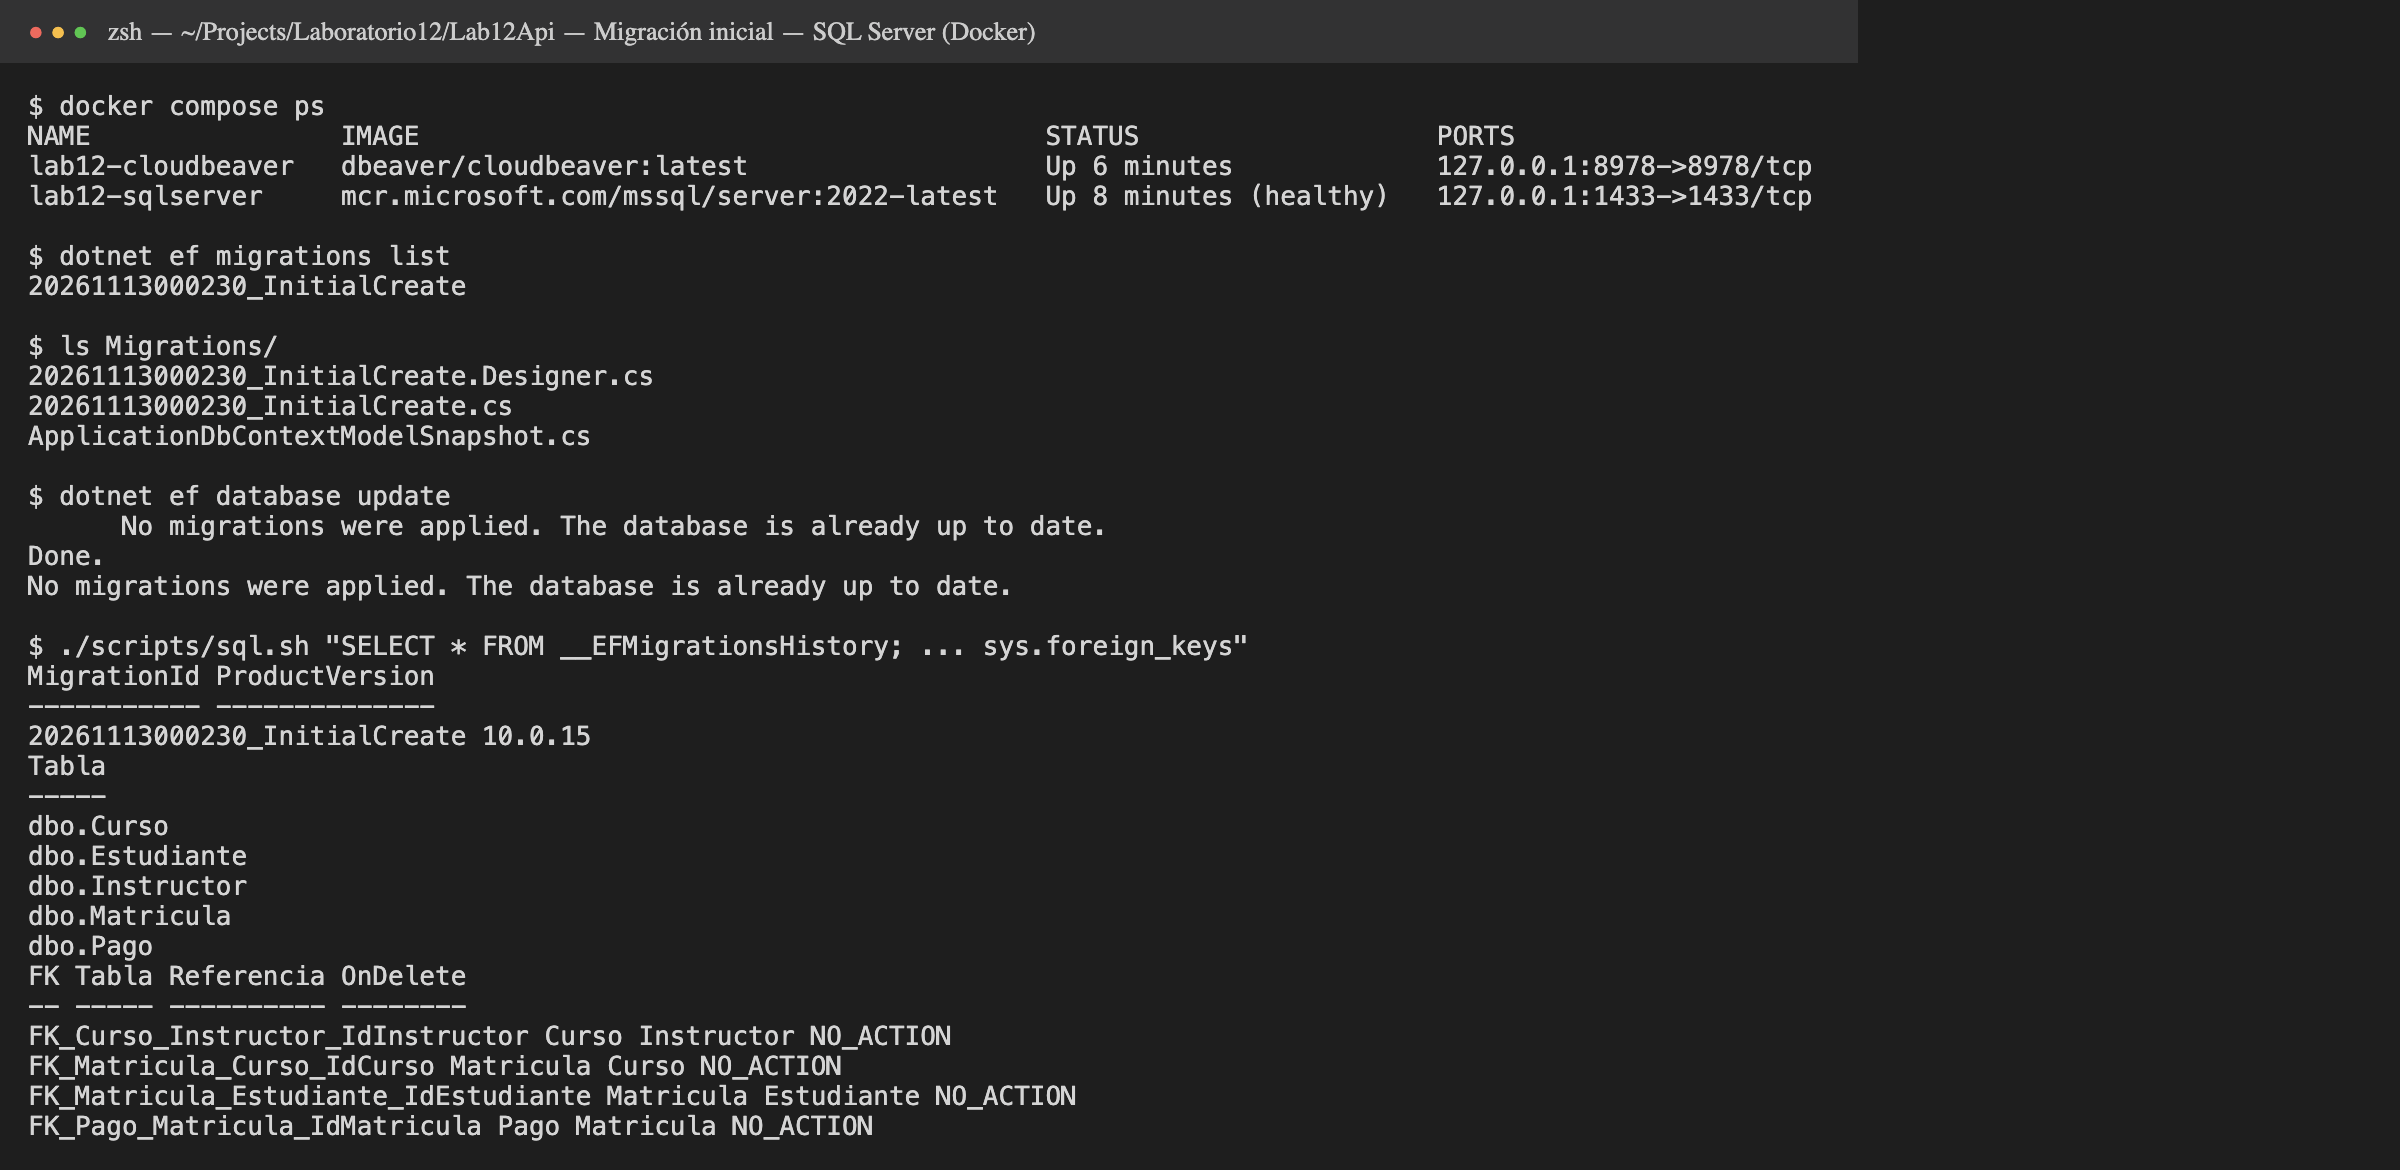 zsh — ~/Projects/Laboratorio12/Lab12Api — Migración inicial — SQL Server (Docker)
$ docker compose ps
NAME                IMAGE                                        STATUS                   PORTS
lab12-cloudbeaver   dbeaver/cloudbeaver:latest                   Up 6 minutes             127.0.0.1:8978->8978/tcp
lab12-sqlserver     mcr.microsoft.com/mssql/server:2022-latest   Up 8 minutes (healthy)   127.0.0.1:1433->1433/tcp
$ dotnet ef migrations list
20261113000230_InitialCreate
$ ls Migrations/
20261113000230_InitialCreate.Designer.cs
20261113000230_InitialCreate.cs
ApplicationDbContextModelSnapshot.cs
$ dotnet ef database update
      No migrations were applied. The database is already up to date.
Done.
No migrations were applied. The database is already up to date.
$ ./scripts/sql.sh "SELECT * FROM __EFMigrationsHistory; ... sys.foreign_keys"
MigrationId ProductVersion
----------- --------------
20261113000230_InitialCreate 10.0.15
Tabla
-----
dbo.Curso
dbo.Estudiante
dbo.Instructor
dbo.Matricula
dbo.Pago
FK Tabla Referencia OnDelete
-- ----- ---------- --------
FK_Curso_Instructor_IdInstructor Curso Instructor NO_ACTION
FK_Matricula_Curso_IdCurso Matricula Curso NO_ACTION
FK_Matricula_Estudiante_IdEstudiante Matricula Estudiante NO_ACTION
FK_Pago_Matricula_IdMatricula Pago Matricula NO_ACTION